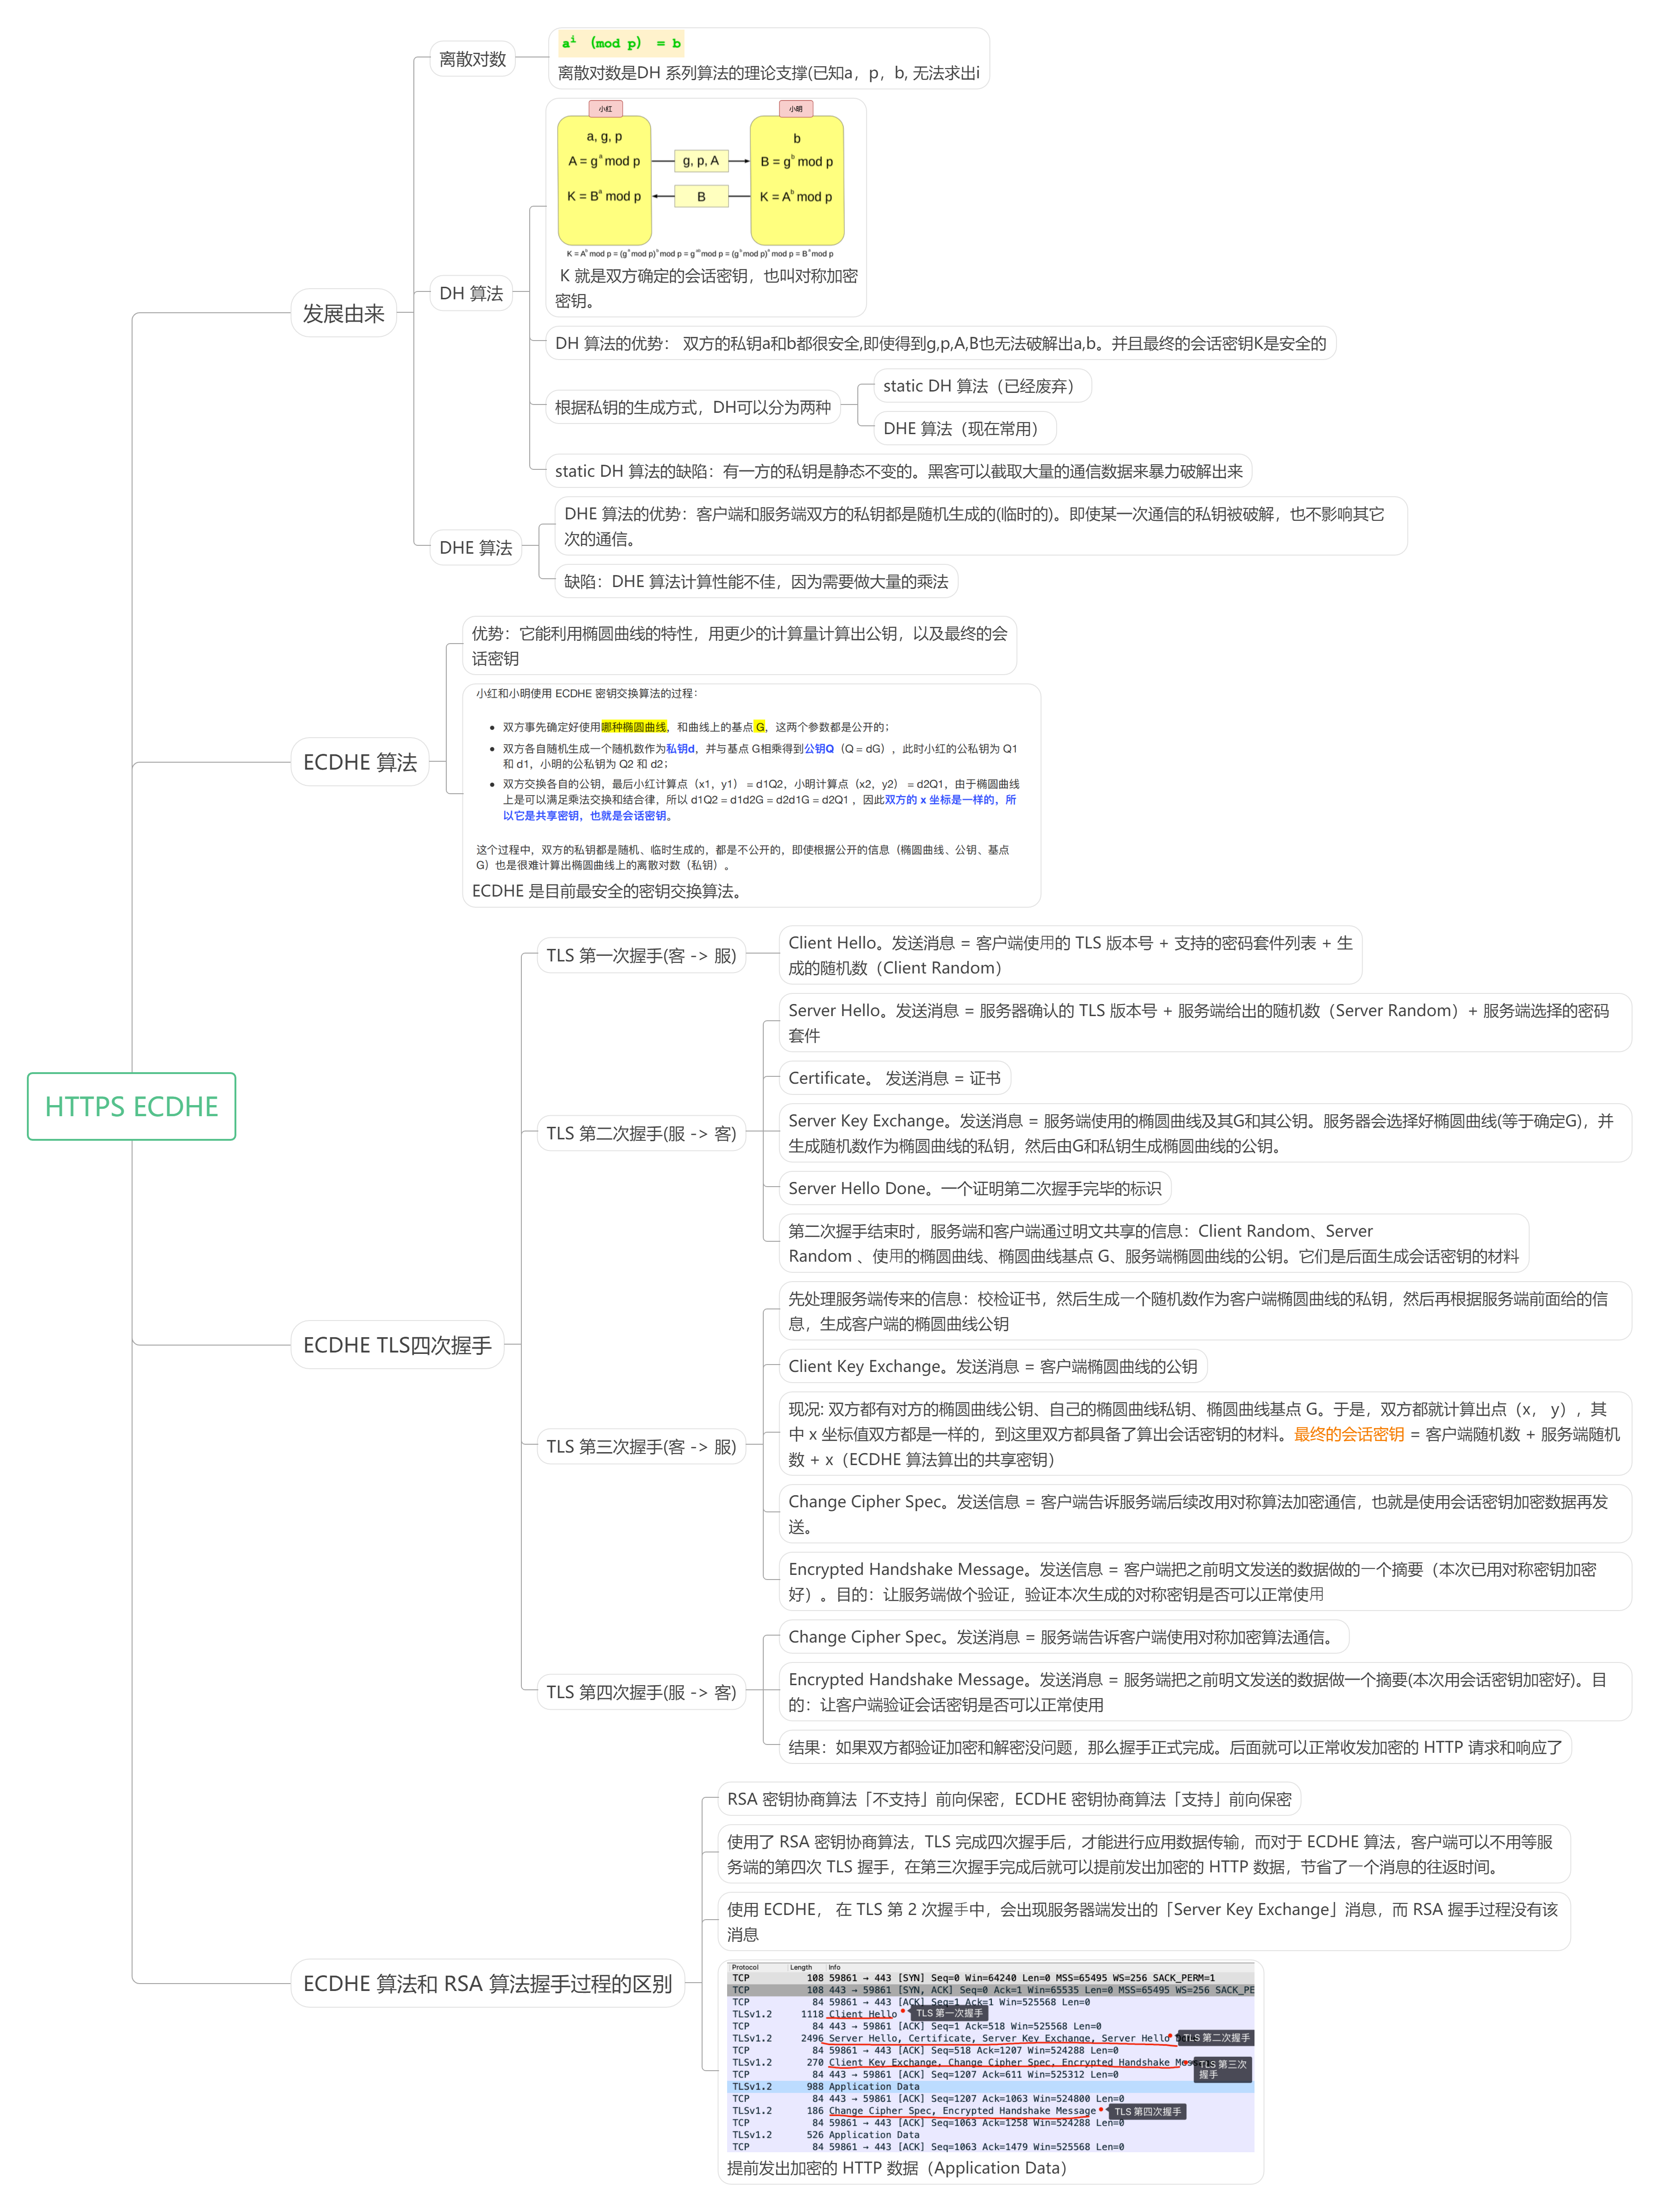 HTTPS ECDHE
发展由来
离散对数
aⁱ （mod p） = b
离散对数是DH 系列算法的理论支撑(已知a，p，b, 无法求出i
DH 算法
小红
小明
a, g, p
b
A = gᵃ mod p
g, p, A
B = gᵇ mod p
K = Bᵃ mod p
B
K = Aᵇ mod p
K = Aᵇ mod p = (gᵃ mod p)ᵇ mod p = gᵃᵇ mod p = (gᵇ mod p)ᵃ mod p = Bᵃ mod p
K 就是双方确定的会话密钥，也叫对称加密
密钥。
DH 算法的优势： 双方的私钥a和b都很安全,即使得到g,p,A,B也无法破解出a,b。并且最终的会话密钥K是安全的
根据私钥的生成方式，DH可以分为两种
static DH 算法（已经废弃）
DHE 算法（现在常用）
static DH 算法的缺陷：有一方的私钥是静态不变的。黑客可以截取大量的通信数据来暴力破解出来
DHE 算法
DHE 算法的优势：客户端和服务端双方的私钥都是随机生成的(临时的)。即使某一次通信的私钥被破解，也不影响其它
次的通信。
缺陷：DHE 算法计算性能不佳，因为需要做大量的乘法
ECDHE 算法
优势：它能利用椭圆曲线的特性，用更少的计算量计算出公钥，以及最终的会
话密钥
小红和小明使用 ECDHE 密钥交换算法的过程：
• 双方事先确定好使用哪种椭圆曲线，和曲线上的基点 G，这两个参数都是公开的；
• 双方各自随机生成一个随机数作为私钥d，并与基点 G相乘得到公钥Q（Q = dG），此时小红的公私钥为 Q1
和 d1，小明的公私钥为 Q2 和 d2；
• 双方交换各自的公钥，最后小红计算点（x1，y1） = d1Q2，小明计算点（x2，y2） = d2Q1，由于椭圆曲线
上是可以满足乘法交换和结合律，所以 d1Q2 = d1d2G = d2d1G = d2Q1 ，因此双方的 x 坐标是一样的，所
以它是共享密钥，也就是会话密钥。
这个过程中，双方的私钥都是随机、临时生成的，都是不公开的，即使根据公开的信息（椭圆曲线、公钥、基点
G）也是很难计算出椭圆曲线上的离散对数（私钥）。
ECDHE 是目前最安全的密钥交换算法。
ECDHE TLS四次握手
TLS 第一次握手(客 -> 服)
Client Hello。发送消息 = 客户端使用的 TLS 版本号 + 支持的密码套件列表 + 生
成的随机数（Client Random）
TLS 第二次握手(服 -> 客)
Server Hello。发送消息 = 服务器确认的 TLS 版本号 + 服务端给出的随机数（Server Random）+ 服务端选择的密码
套件
Certificate。 发送消息 = 证书
Server Key Exchange。发送消息 = 服务端使用的椭圆曲线及其G和其公钥。服务器会选择好椭圆曲线(等于确定G)，并
生成随机数作为椭圆曲线的私钥，然后由G和私钥生成椭圆曲线的公钥。
Server Hello Done。一个证明第二次握手完毕的标识
第二次握手结束时，服务端和客户端通过明文共享的信息：Client Random、Server
Random 、使用的椭圆曲线、椭圆曲线基点 G、服务端椭圆曲线的公钥。它们是后面生成会话密钥的材料
TLS 第三次握手(客 -> 服)
先处理服务端传来的信息：校检证书，然后生成一个随机数作为客户端椭圆曲线的私钥，然后再根据服务端前面给的信
息，生成客户端的椭圆曲线公钥
Client Key Exchange。发送消息 = 客户端椭圆曲线的公钥
现况: 双方都有对方的椭圆曲线公钥、自己的椭圆曲线私钥、椭圆曲线基点 G。于是，双方都就计算出点（x， y），其
中 x 坐标值双方都是一样的，到这里双方都具备了算出会话密钥的材料。最终的会话密钥 = 客户端随机数 + 服务端随机
数 + x（ECDHE 算法算出的共享密钥）
Change Cipher Spec。发送信息 = 客户端告诉服务端后续改用对称算法加密通信，也就是使用会话密钥加密数据再发
送。
Encrypted Handshake Message。发送信息 = 客户端把之前明文发送的数据做的一个摘要（本次已用对称密钥加密
好）。目的：让服务端做个验证，验证本次生成的对称密钥是否可以正常使用
TLS 第四次握手(服 -> 客)
Change Cipher Spec。发送消息 = 服务端告诉客户端使用对称加密算法通信。
Encrypted Handshake Message。发送消息 = 服务端把之前明文发送的数据做一个摘要(本次用会话密钥加密好)。目
的：让客户端验证会话密钥是否可以正常使用
结果：如果双方都验证加密和解密没问题，那么握手正式完成。后面就可以正常收发加密的 HTTP 请求和响应了
ECDHE 算法和 RSA 算法握手过程的区别
RSA 密钥协商算法「不支持」前向保密，ECDHE 密钥协商算法「支持」前向保密
使用了 RSA 密钥协商算法，TLS 完成四次握手后，才能进行应用数据传输，而对于 ECDHE 算法，客户端可以不用等服
务端的第四次 TLS 握手，在第三次握手完成后就可以提前发出加密的 HTTP 数据，节省了一个消息的往返时间。
使用 ECDHE， 在 TLS 第 2 次握手中，会出现服务器端发出的「Server Key Exchange」消息，而 RSA 握手过程没有该
消息
Protocol Length Info
TCP 108 59861 → 443 [SYN] Seq=0 Win=64240 Len=0 MSS=65495 WS=256 SACK_PERM=1
TCP 108 443 → 59861 [SYN, ACK] Seq=0 Ack=1 Win=65535 Len=0 MSS=65495 WS=256 SACK_PE
TCP 84 59861 → 443 [ACK] Seq=1 Ack=1 Win=525568 Len=0
TLSv1.2 1118 Client Hello TLS 第一次握手
TCP 84 443 → 59861 [ACK] Seq=1 Ack=518 Win=525568 Len=0
TLSv1.2 2496 Server Hello, Certificate, Server Key Exchange, Server Hello TLS 第二次握手
TCP 84 59861 → 443 [ACK] Seq=518 Ack=1207 Win=524288 Len=0
TLSv1.2 270 Client Key Exchange, Change Cipher Spec, Encrypted Handshake TLS 第三次
握手
TCP 84 443 → 59861 [ACK] Seq=1207 Ack=611 Win=525312 Len=0
TLSv1.2 988 Application Data
TCP 84 443 → 59861 [ACK] Seq=1207 Ack=1063 Win=524800 Len=0
TLSv1.2 186 Change Cipher Spec, Encrypted Handshake Message TLS 第四次握手
TCP 84 59861 → 443 [ACK] Seq=1063 Ack=1258 Win=524288 Len=0
TLSv1.2 526 Application Data
TCP 84 59861 → 443 [ACK] Seq=1063 Ack=1479 Win=525568 Len=0
提前发出加密的 HTTP 数据（Application Data）